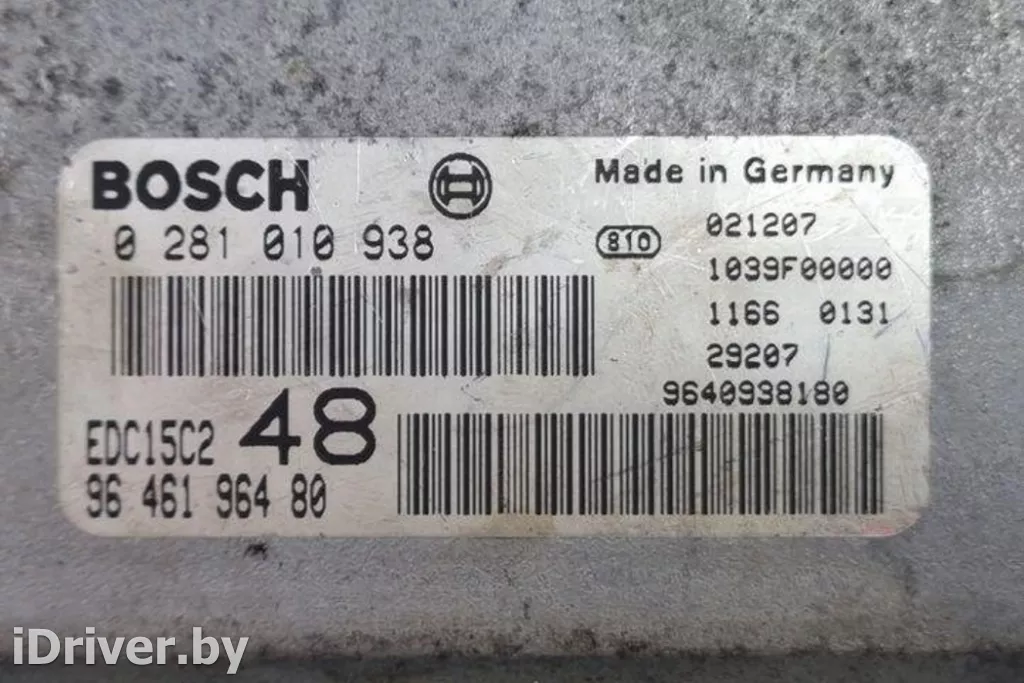 BOSCH
Made in Germany
0 281 010 938
810
021207
1039F00000
1166 0131
29207
9640938180
EDC15C2 48
96 461 964 80
iDriver.by